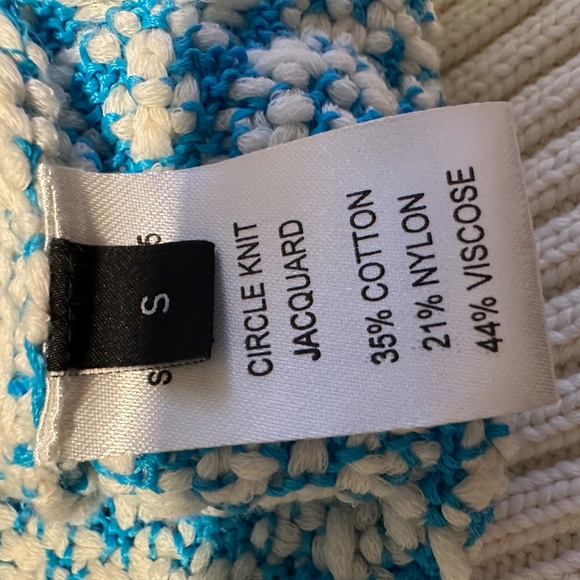 S
CIRCLE KNIT
JACQUARD
35% COTTON
21% NYLON
44% VISCOSE